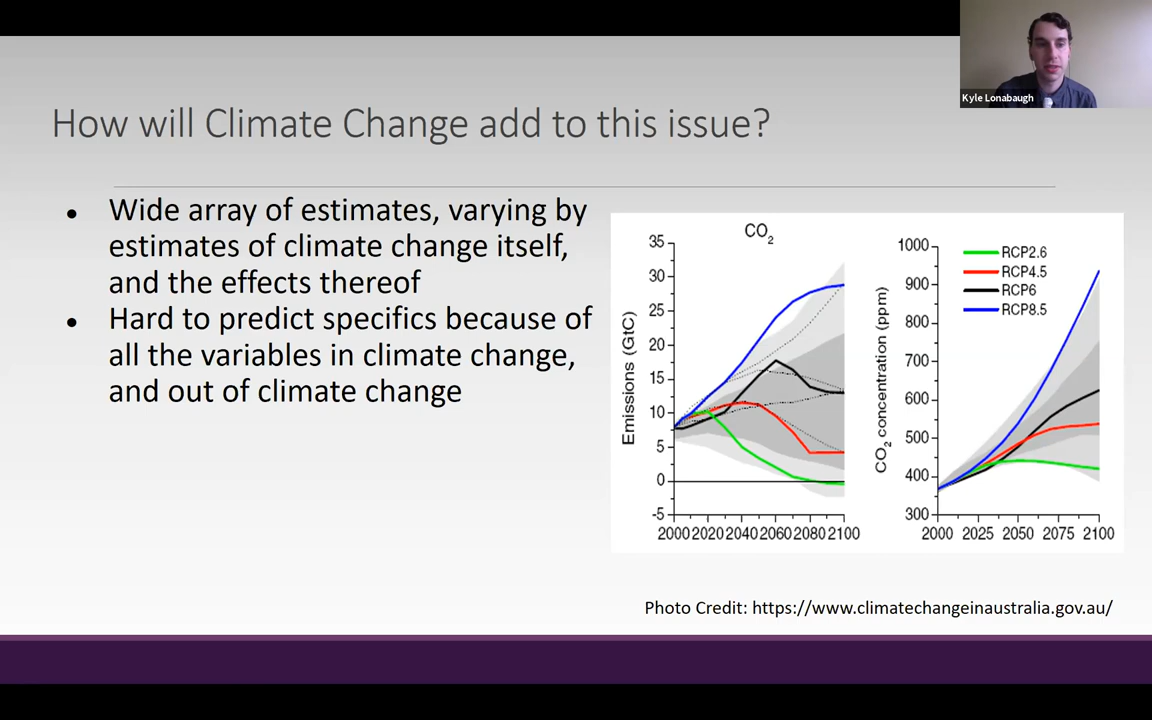 Kyle Lonabaugh
How will Climate Change add to this issue?
● Wide array of estimates, varying by
estimates of climate change itself,
and the effects thereof
● Hard to predict specifics because of
all the variables in climate change,
and out of climate change
CO2
Emissions (GtC)
35
30
25
20
15
10
5
0
-5
2000 2020 2040 2060 2080 2100
CO2 concentration (ppm)
1000
900
800
700
600
500
400
300
2000 2025 2050 2075 2100
RCP2.6
RCP4.5
RCP6
RCP8.5
Photo Credit: https://www.climatechangeinaustralia.gov.au/